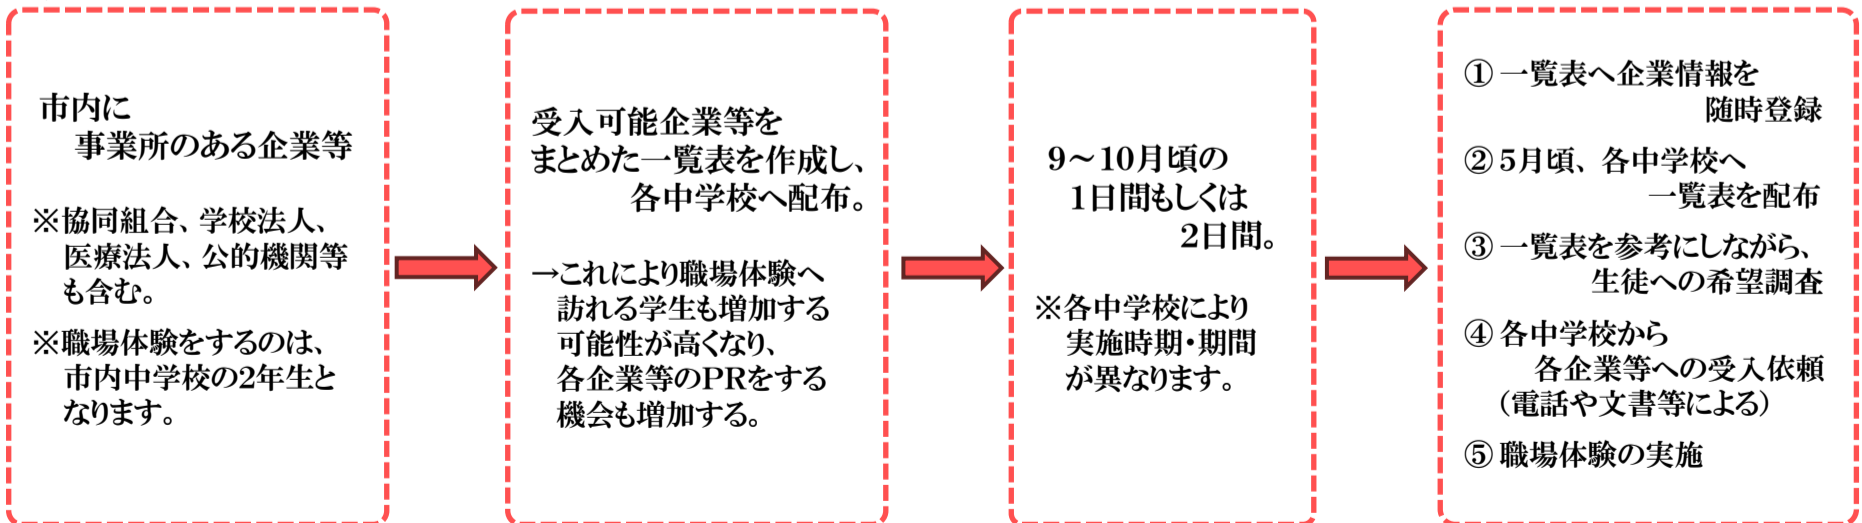 市内に
事業所のある企業等
※協同組合、学校法人、
医療法人、公的機関等
も含む。
※職場体験をするのは、
市内中学校の2年生と
なります。
受入可能企業等を
まとめた一覧表を作成し、
各中学校へ配布。
→これにより職場体験へ
訪れる学生も増加する
可能性が高くなり、
各企業等のPRをする
機会も増加する。
9～10月頃の
1日間もしくは
2日間。
※各中学校により
実施時期・期間
が異なります。
① 一覧表へ企業情報を
随時登録
② 5月頃、各中学校へ
一覧表を配布
③ 一覧表を参考にしながら、
生徒への希望調査
④ 各中学校から
各企業等への受入依頼
（電話や文書等による）
⑤ 職場体験の実施